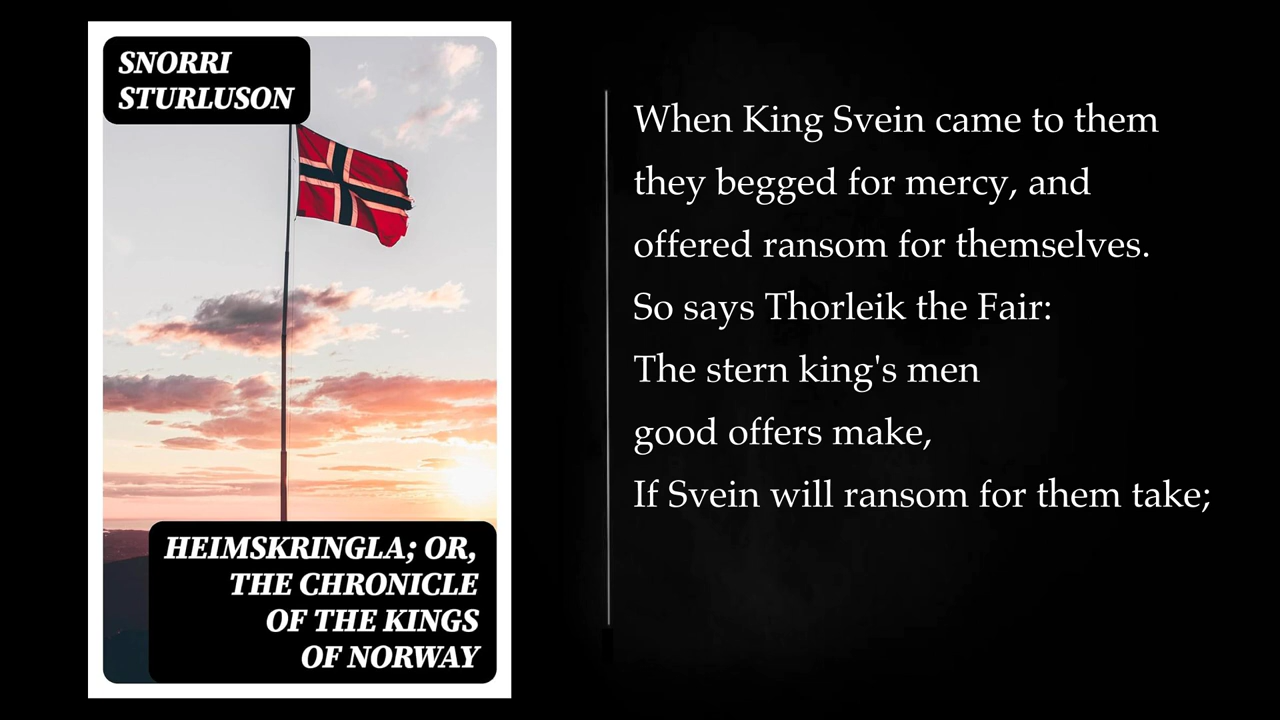 SNORRI
STURLUSON
HEIMSKRINGLA; OR,
THE CHRONICLE
OF THE KINGS
OF NORWAY
When King Svein came to them
they begged for mercy, and
offered ransom for themselves.
So says Thorleik the Fair:
The stern king's men
good offers make,
If Svein will ransom for them take;